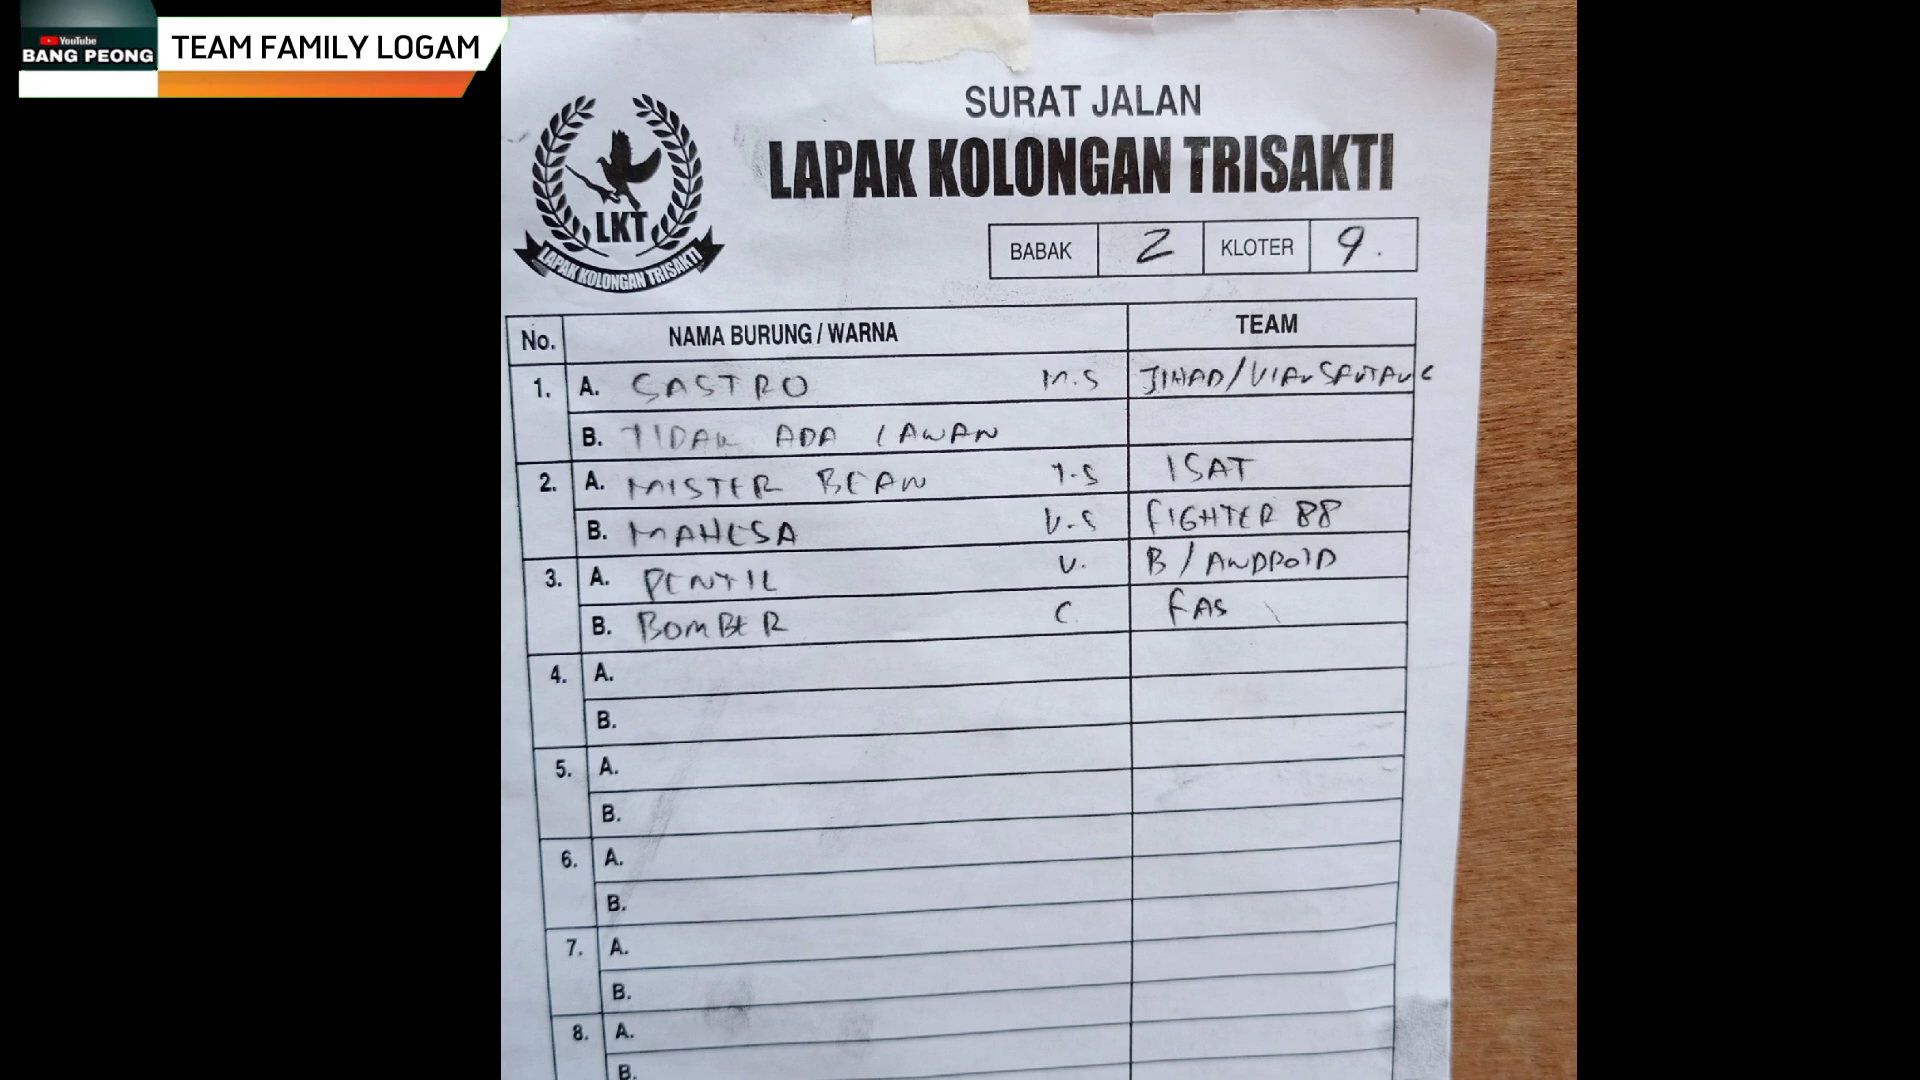 YouTube
BANG PEONG
TEAM FAMILY LOGAM
SURAT JALAN
LAPAK KOLONGAN TRISAKTI
LKT
LAPAK KOLONGAN TRISAKTI
BABAK 2 KLOTER 9.
No. NAMA BURUNG / WARNA TEAM
1. A. SASTRO M.S JIHAD/
B. TIDAK ADA LAWAN
2. A. MISTER BEAN T.S ISAT
B. MAHESA V.S FIGHTER 88
3. A. PENTIL V. B / ANDROID
B. BOMBER C FAS
4. A.
B.
5. A.
B.
6. A.
B.
7. A.
B.
8. A.
B.